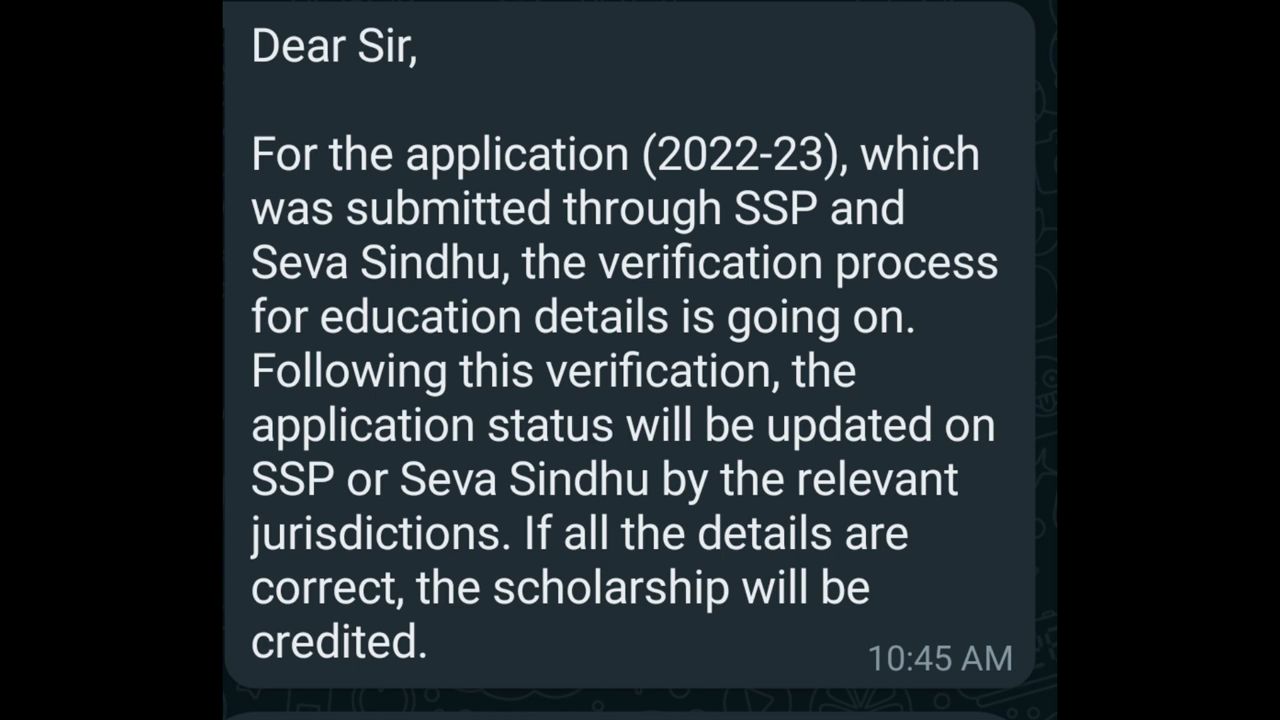 Dear Sir,
For the application (2022-23), which
was submitted through SSP and
Seva Sindhu, the verification process
for education details is going on.
Following this verification, the
application status will be updated on
SSP or Seva Sindhu by the relevant
jurisdictions. If all the details are
correct, the scholarship will be
credited.
10:45 AM